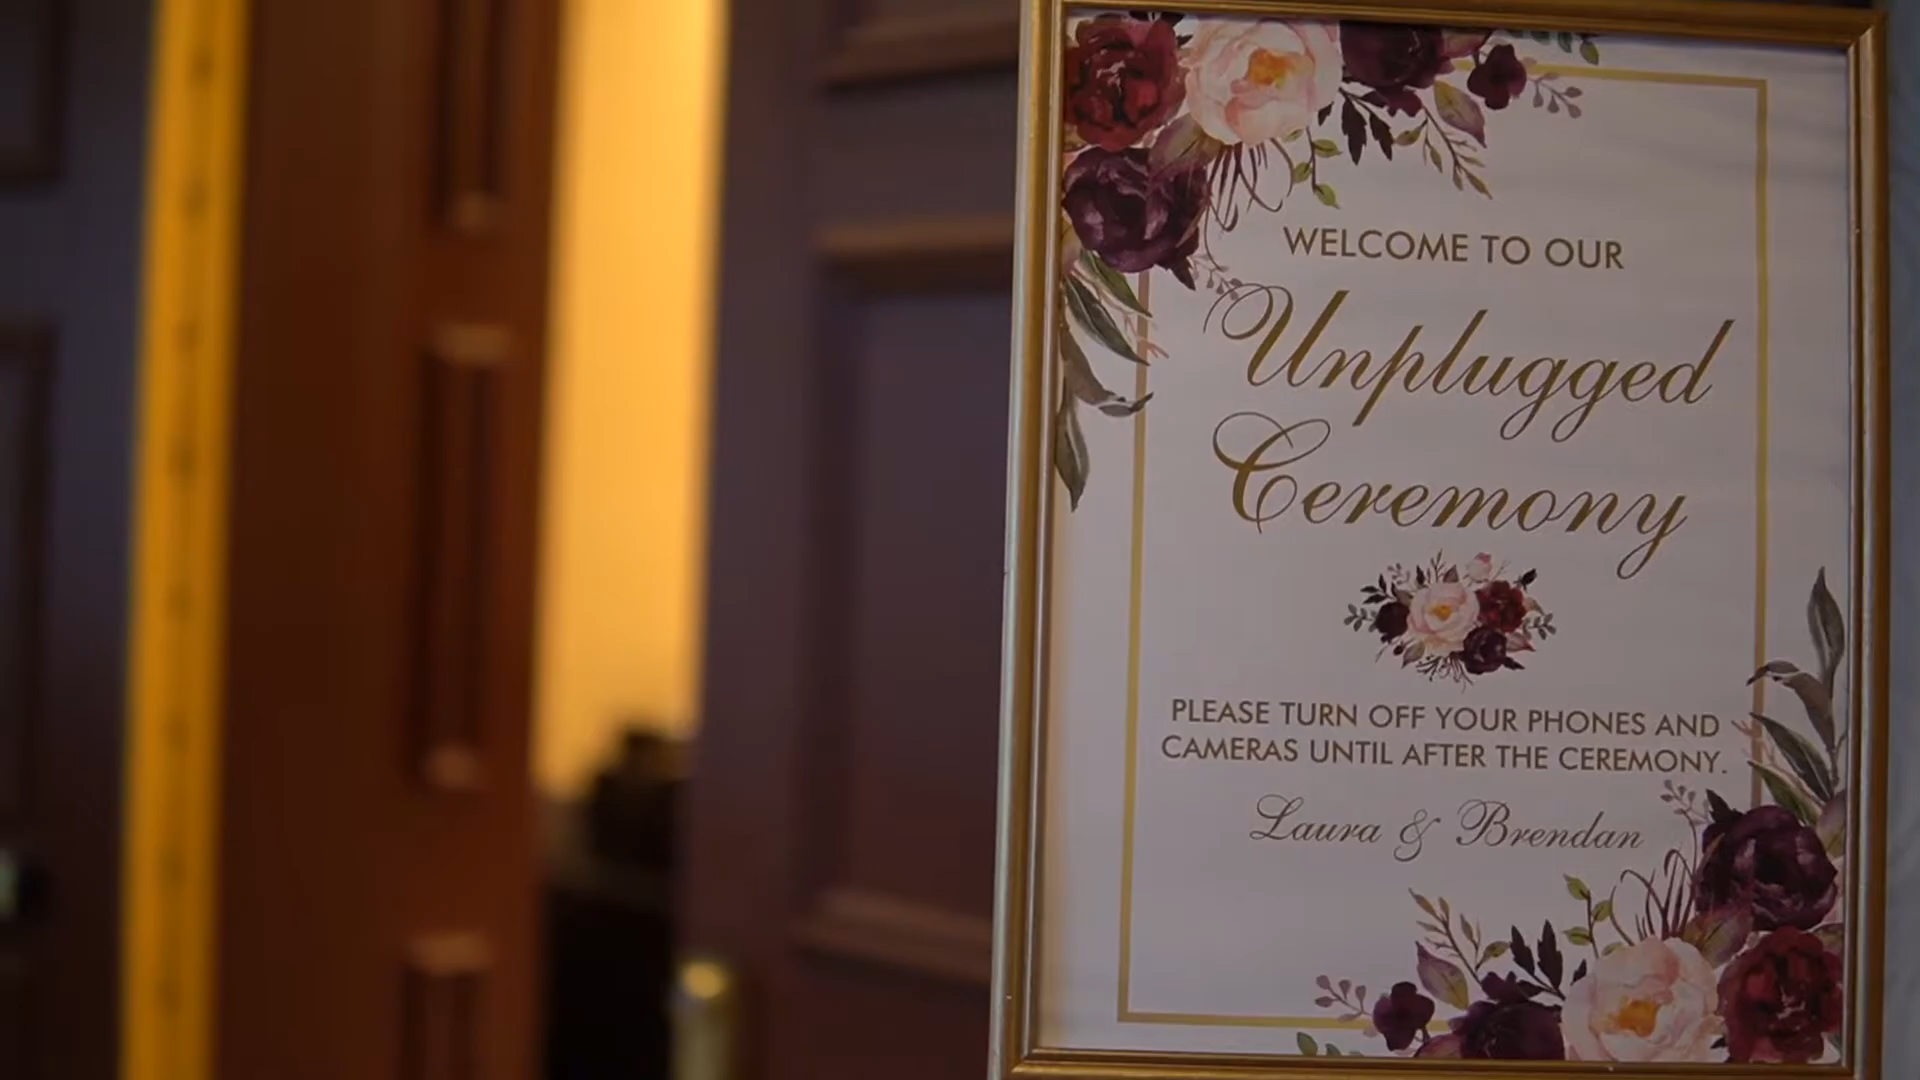 WELCOME TO OUR
Unplugged
Ceremony
PLEASE TURN OFF YOUR PHONES AND
CAMERAS UNTIL AFTER THE CEREMONY.
Laura & Brendan